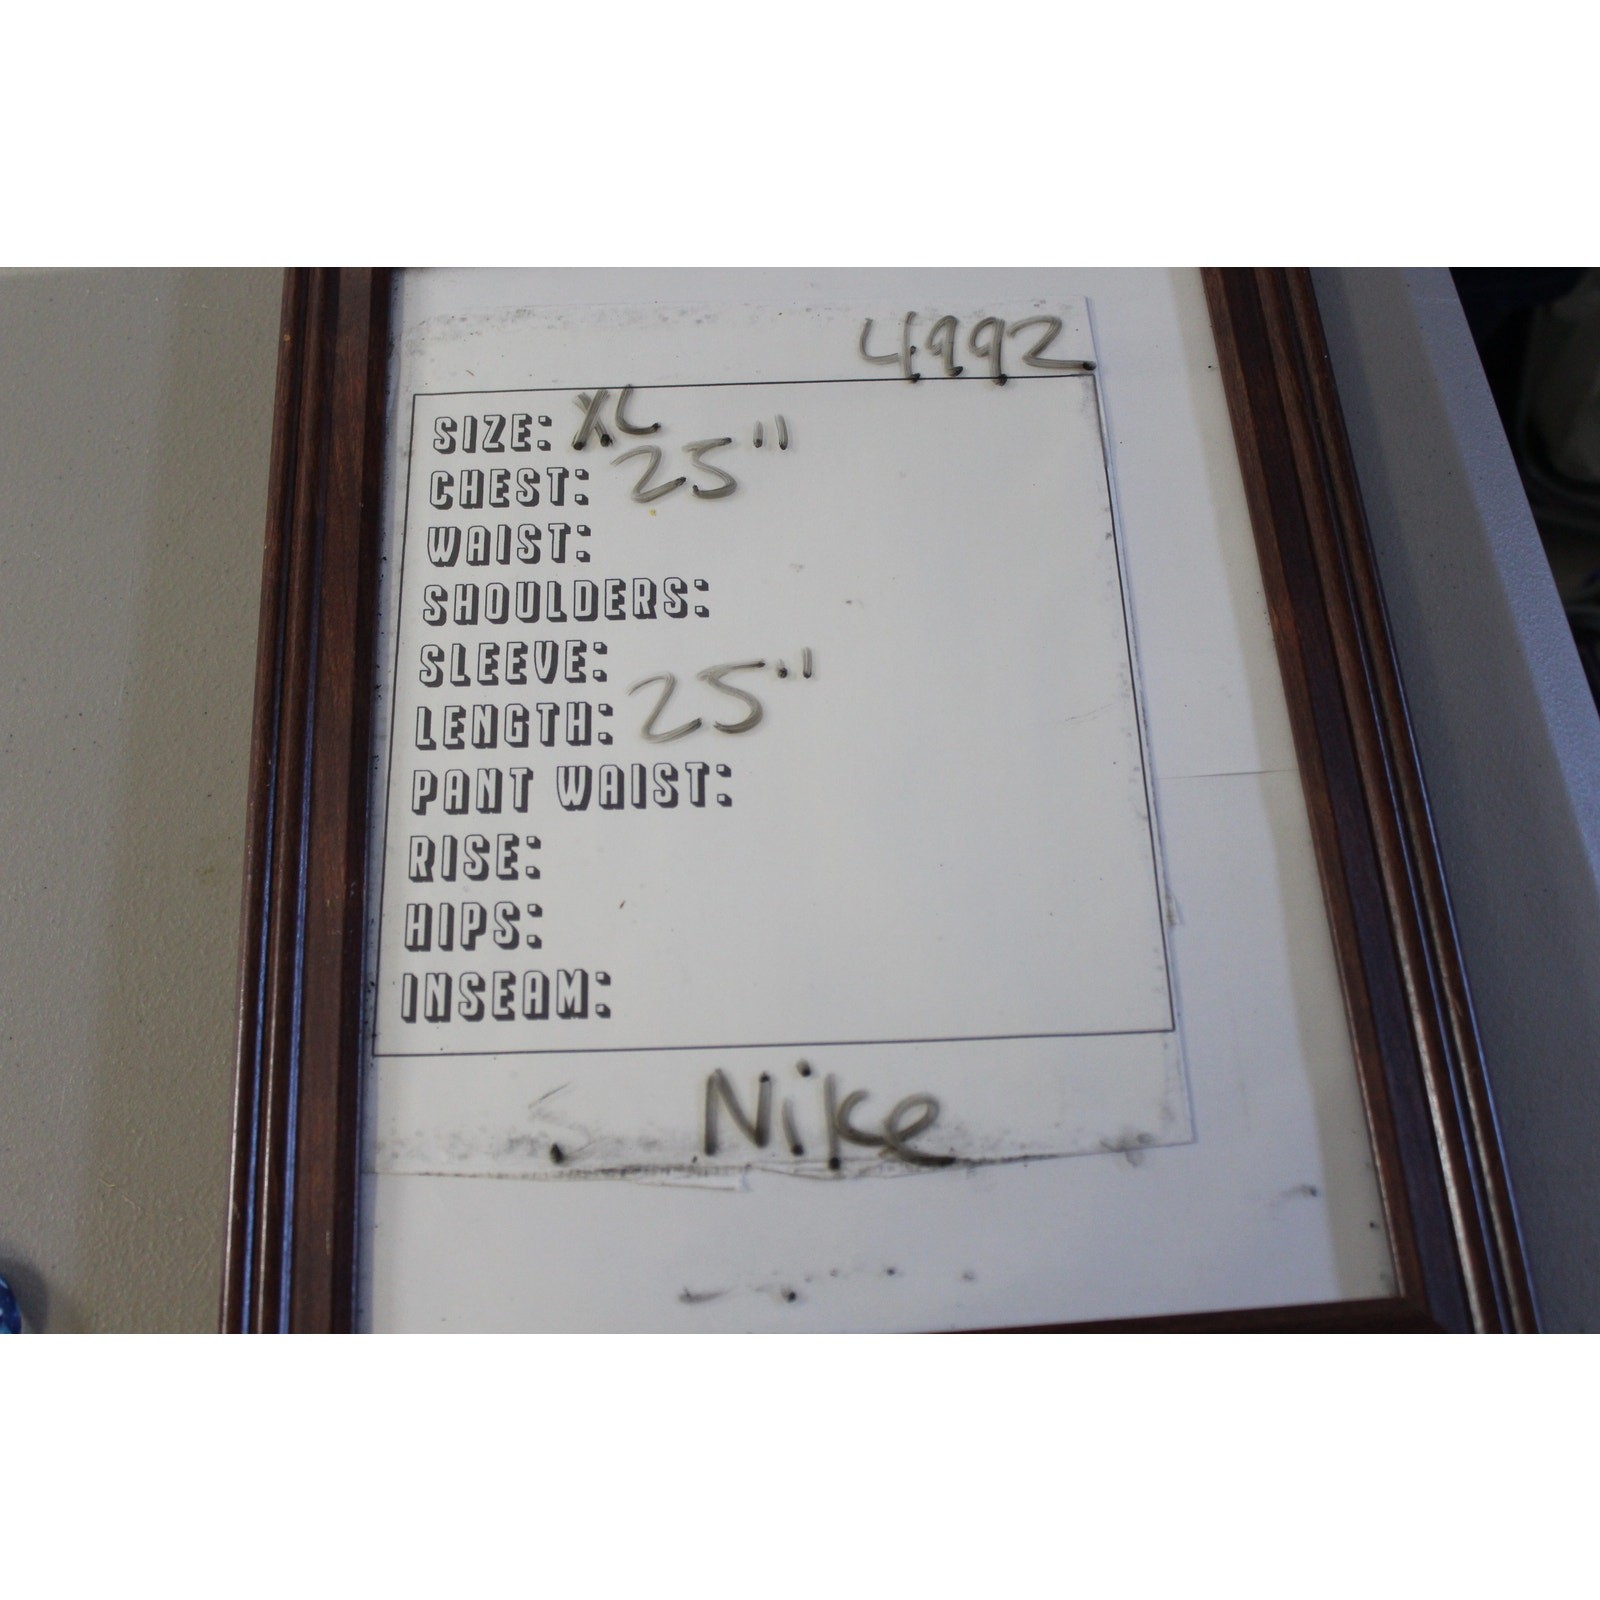 4992
SIZE: XL
CHEST: 25"
WAIST:
SHOULDERS:
SLEEVE:
LENGTH: 25"
PANT WAIST:
RISE:
HIPS:
INSEAM:
Nike